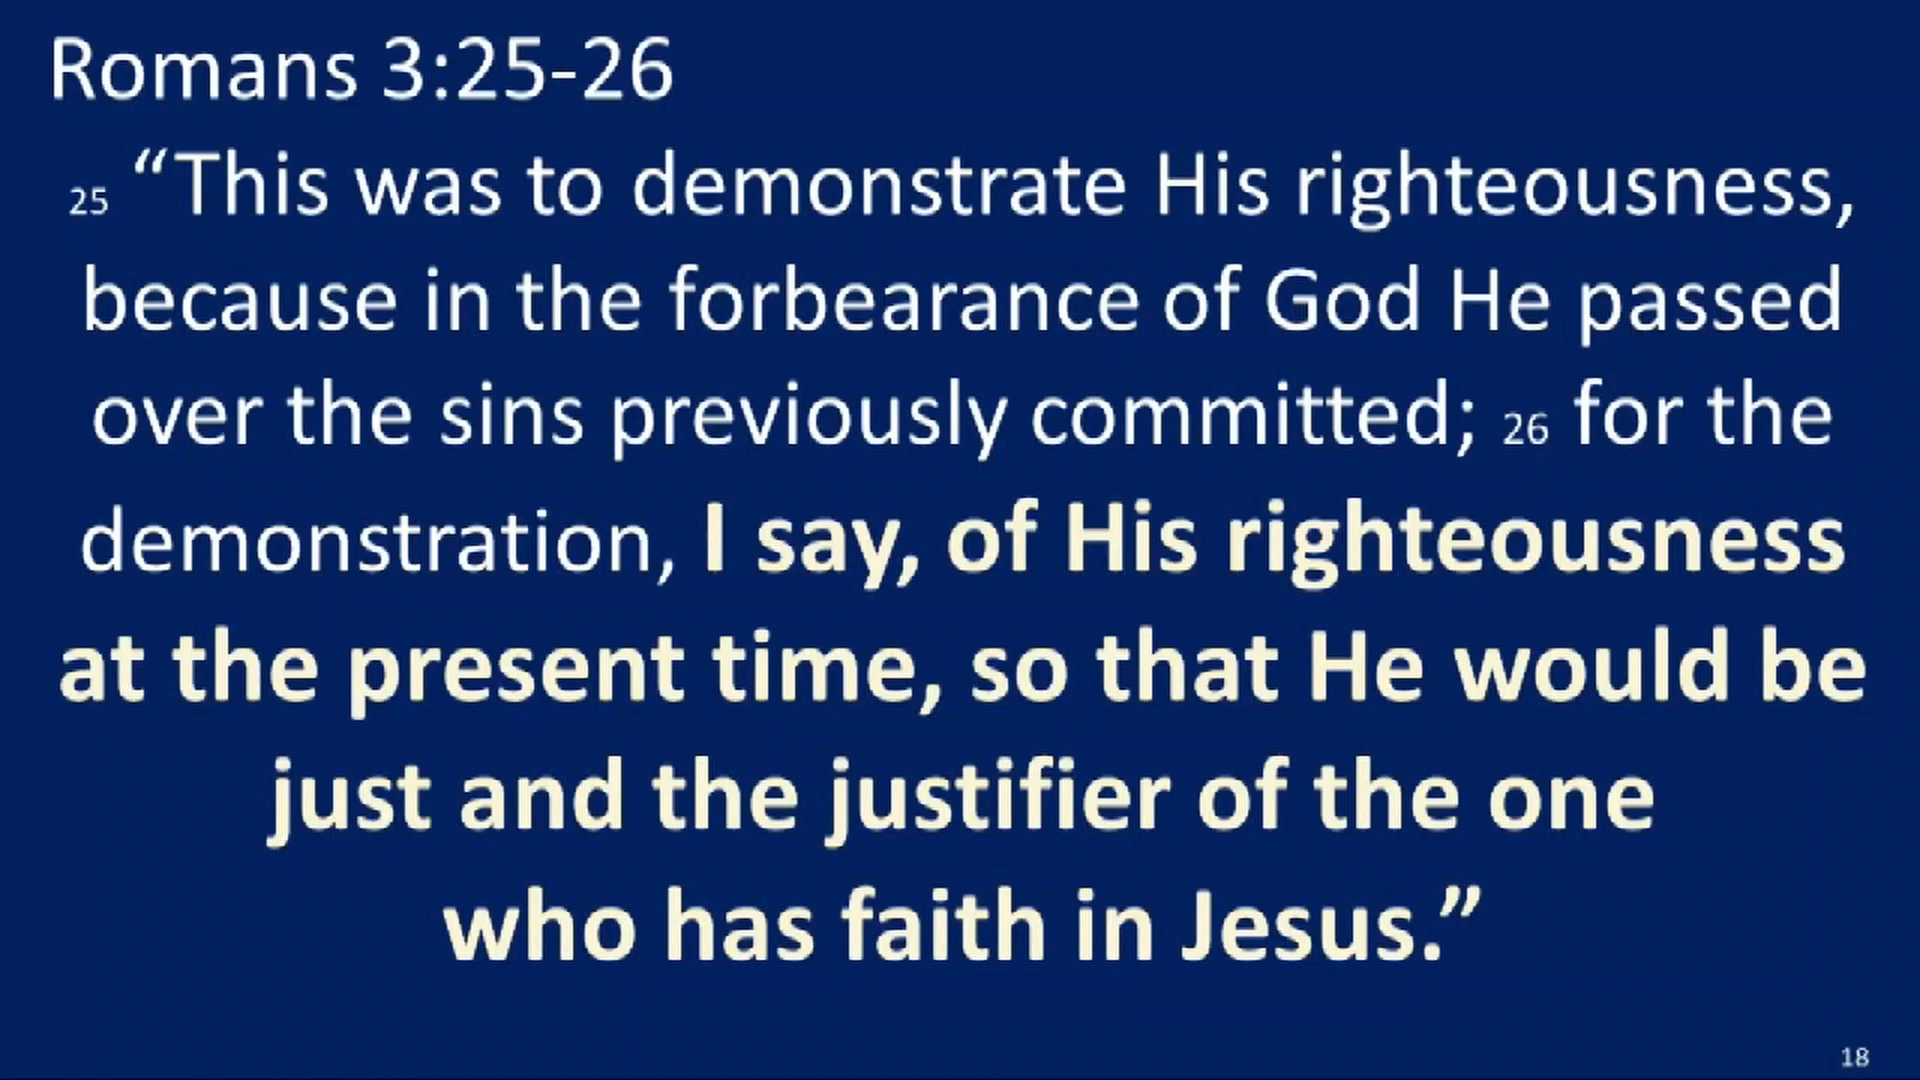 Romans 3:25-26
25 “This was to demonstrate His righteousness,
because in the forbearance of God He passed
over the sins previously committed; 26 for the
demonstration, I say, of His righteousness
at the present time, so that He would be
just and the justifier of the one
who has faith in Jesus.”
18